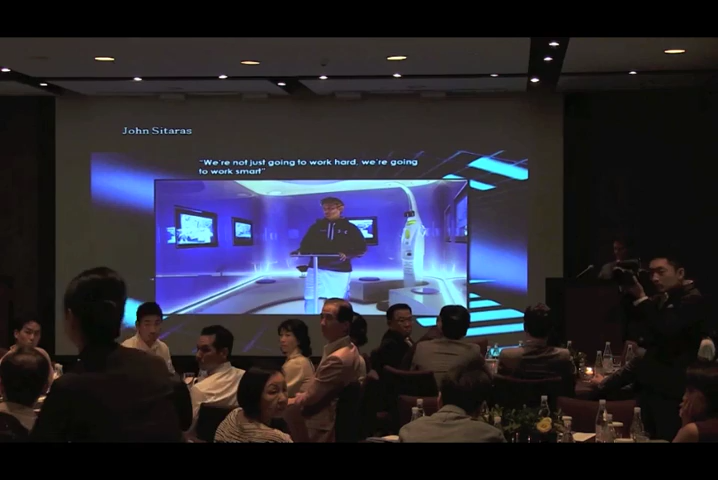 John Sitaras
"We're not just going to work hard, we're going
to work smart"